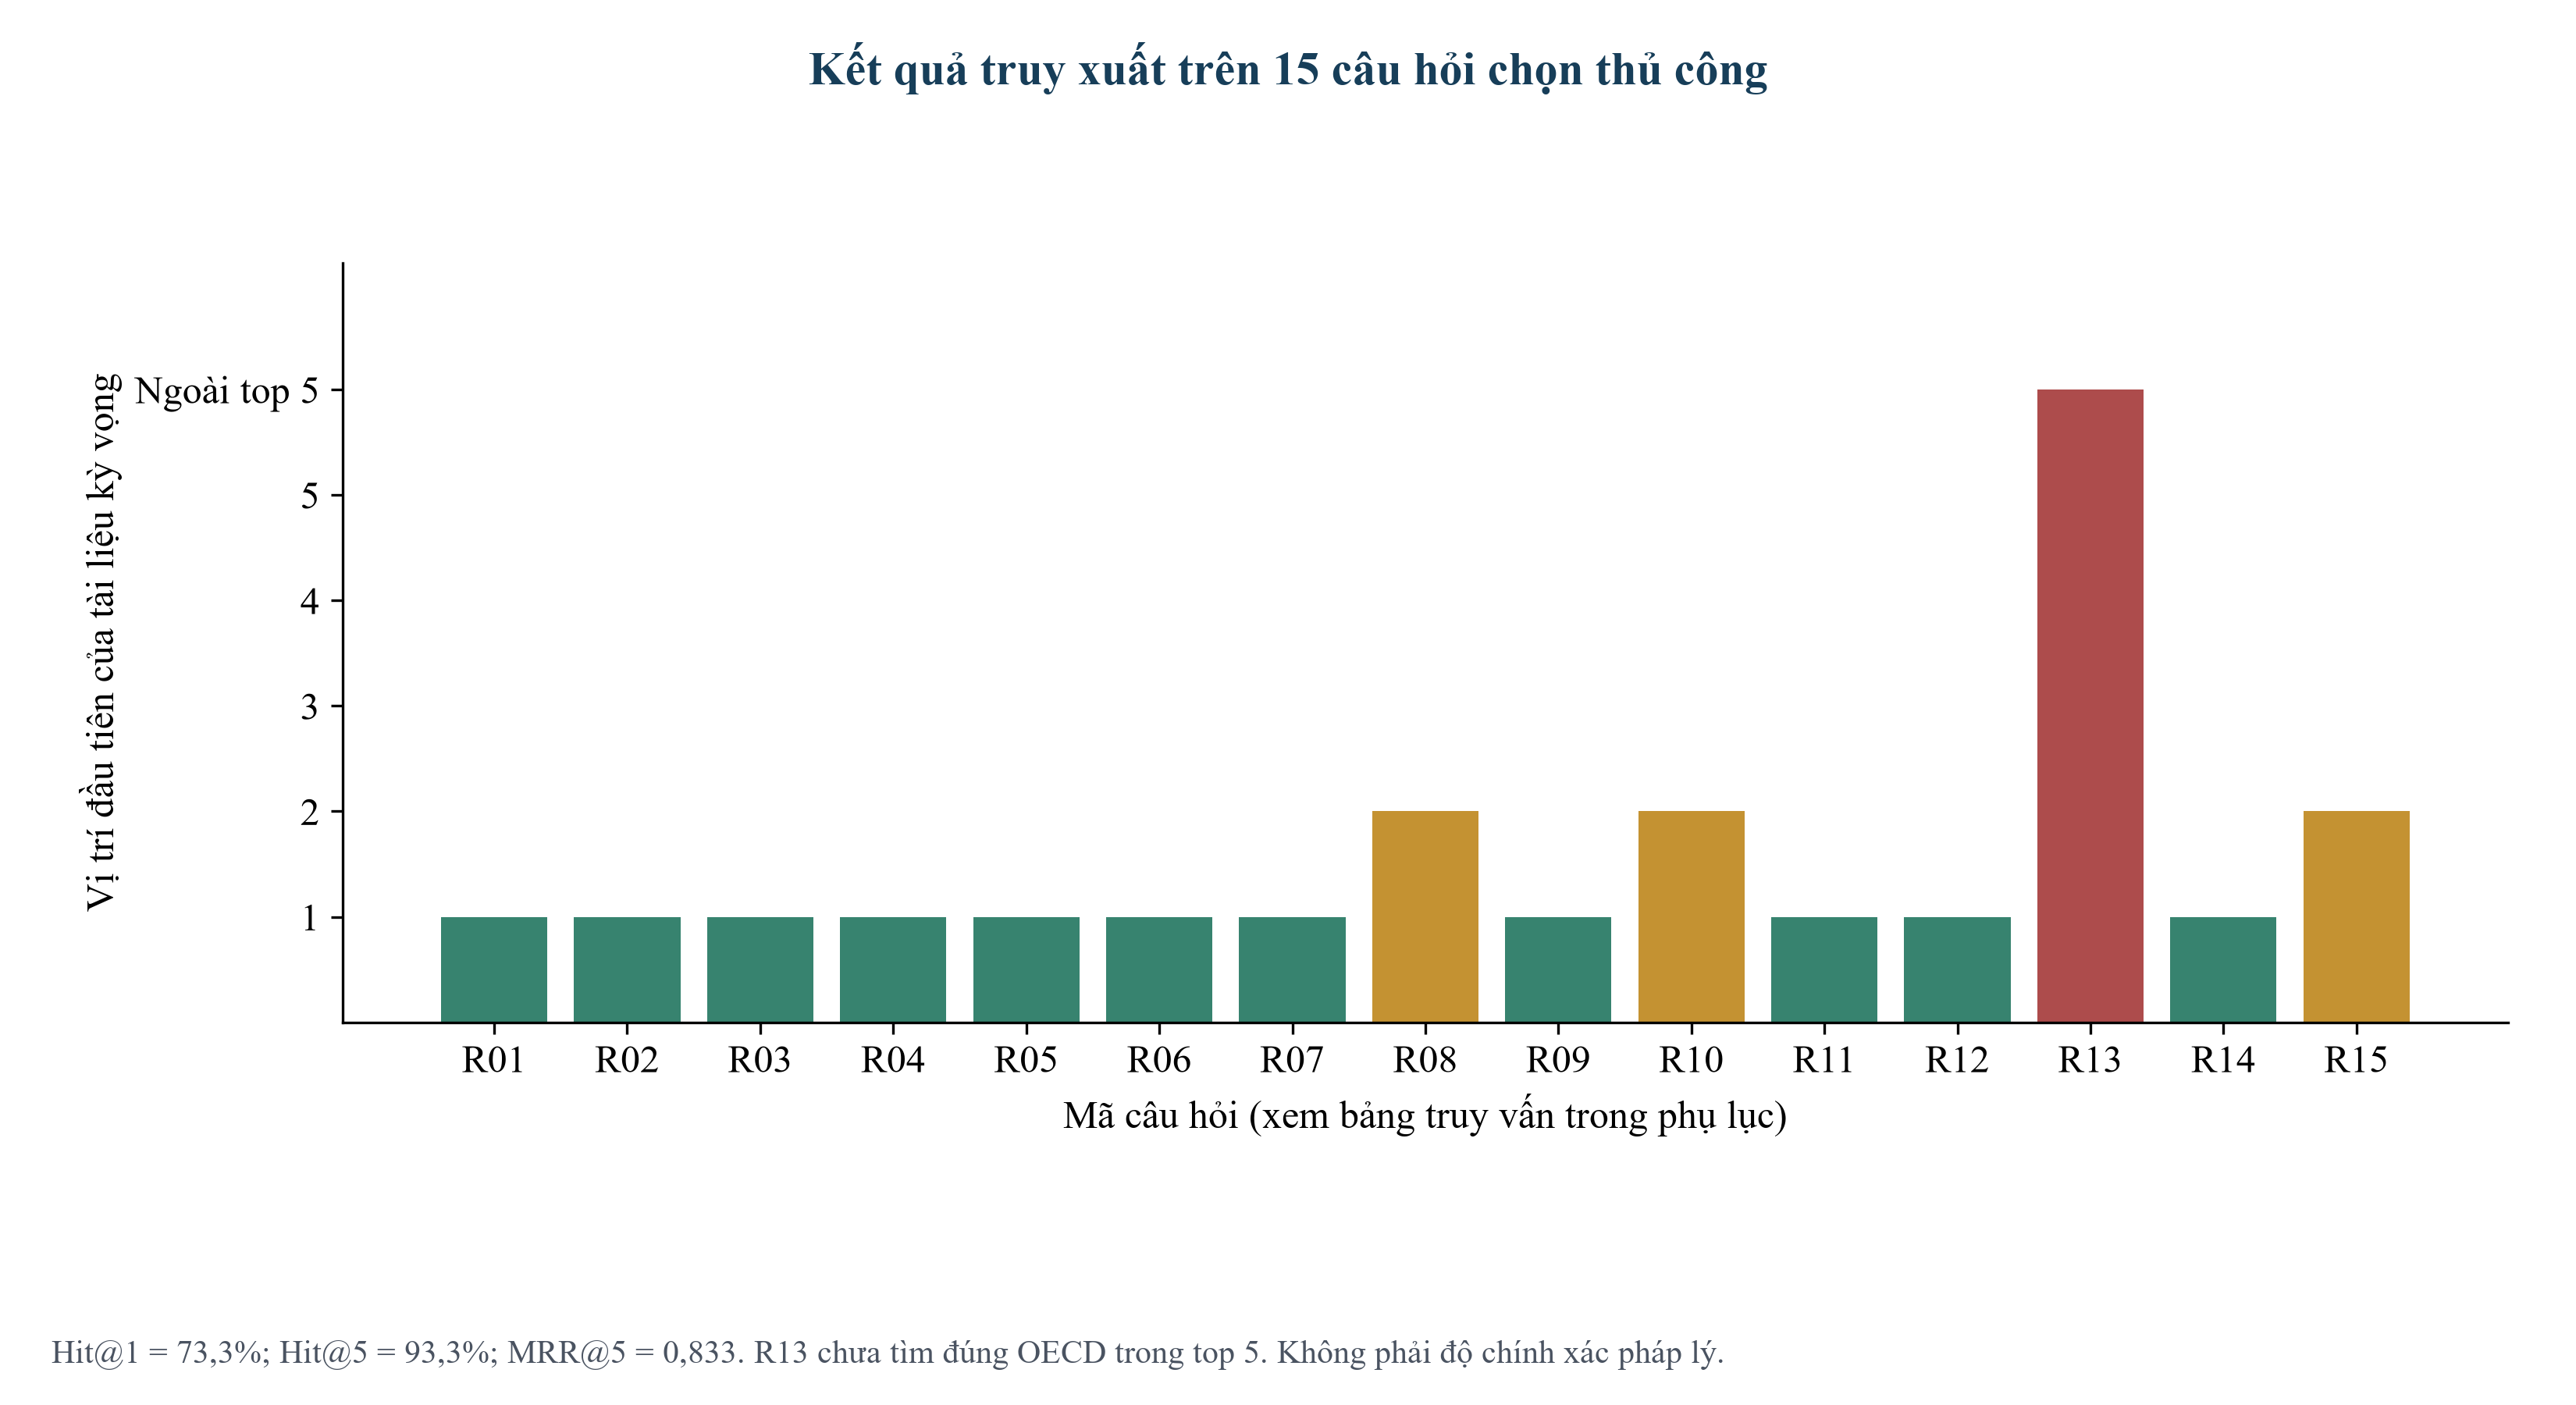 Kết quả truy xuất trên 15 câu hỏi chọn thủ công
Vị trí đầu tiên của tài liệu kỳ vọng
Ngoài top 5
5
4
3
2
1
R01 R02 R03 R04 R05 R06 R07 R08 R09 R10 R11 R12 R13 R14 R15
Mã câu hỏi (xem bảng truy vấn trong phụ lục)
Hit@1 = 73,3%; Hit@5 = 93,3%; MRR@5 = 0,833. R13 chưa tìm đúng OECD trong top 5. Không phải độ chính xác pháp lý.